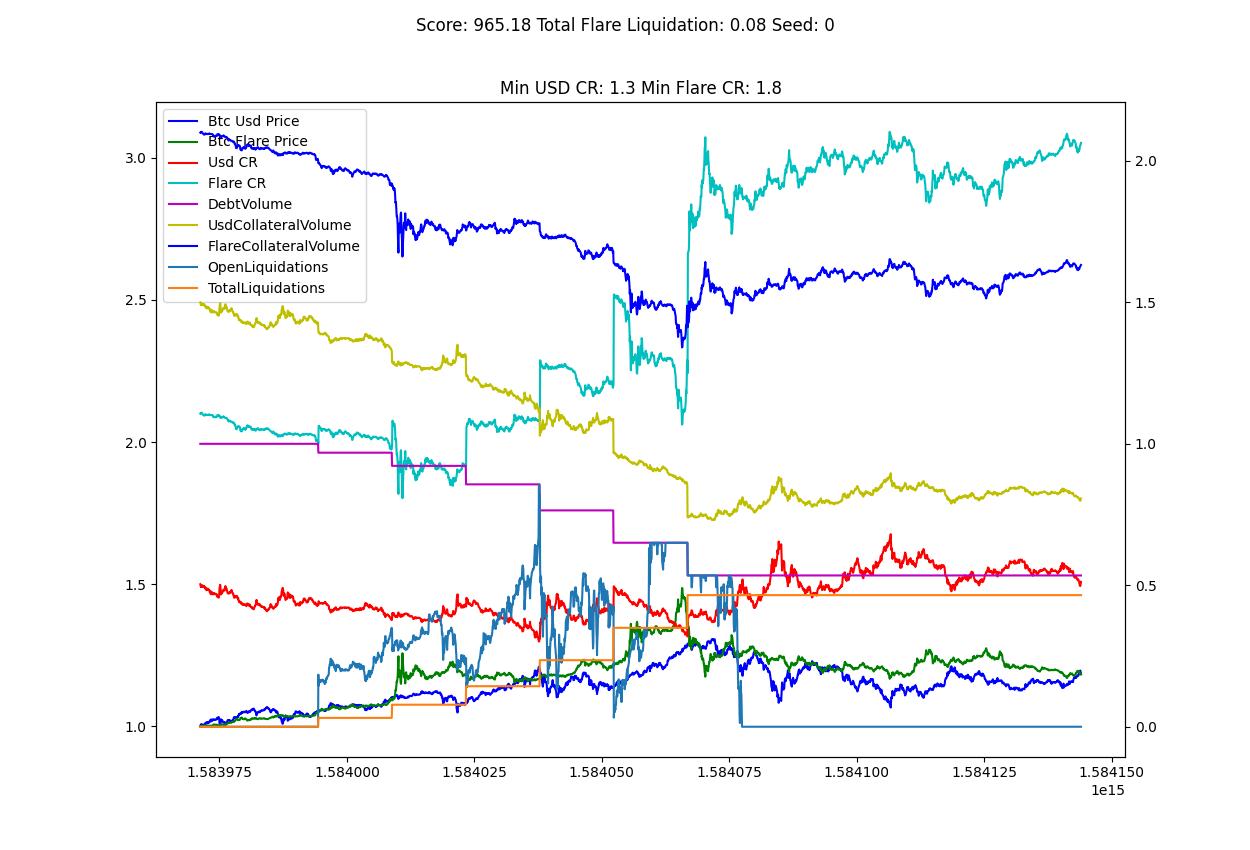 Score: 965.18 Total Flare Liquidation: 0.08 Seed: 0
Min USD CR: 1.3 Min Flare CR: 1.8
Btc Usd Price
Btc Flare Price
Usd CR
Flare CR
DebtVolume
UsdCollateralVolume
FlareCollateralVolume
OpenLiquidations
TotalLiquidations
3.0
2.5
2.0
1.5
1.0
2.0
1.5
1.0
0.5
0.0
1.583975
1.584000
1.584025
1.584050
1.584075
1.584100
1.584125
1.584150
1e15